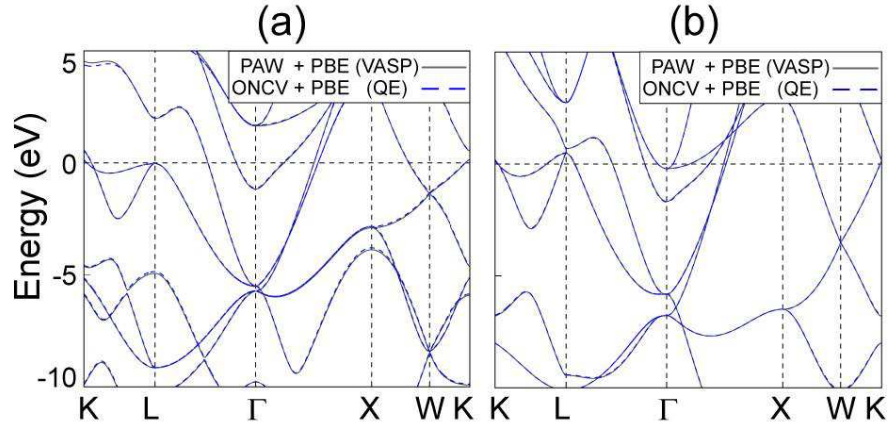 (a)
PAW + PBE (VASP)
ONCV + PBE (QE)
Energy (eV)
5
0
-5
-10
K L Γ X W K
(b)
PAW + PBE (VASP)
ONCV + PBE (QE)
K L Γ X W K